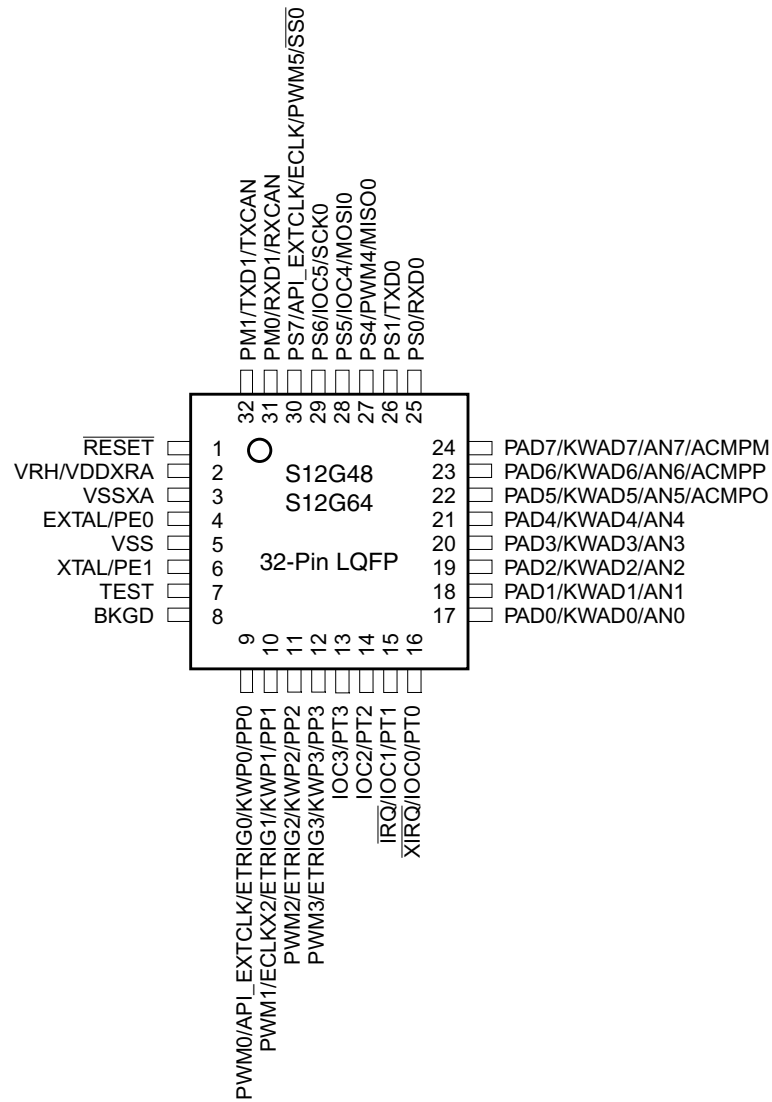 PM1/TXD1/TXCAN
PM0/RXD1/RXCAN
PS7/API_EXTCLK/ECLK/PWM5/SS0
PS6/IOC5/SCK0
PS5/IOC4/MOSI0
PS4/PWM4/MISO0
PS1/TXD0
PS0/RXD0
32
31
30
29
28
27
26
25
RESET 1
VRH/VDDXRA 2
VSSXA 3
EXTAL/PE0 4
VSS 5
XTAL/PE1 6
TEST 7
BKGD 8
S12G48
S12G64
32-Pin LQFP
24 PAD7/KWAD7/AN7/ACMPM
23 PAD6/KWAD6/AN6/ACMPP
22 PAD5/KWAD5/AN5/ACMPO
21 PAD4/KWAD4/AN4
20 PAD3/KWAD3/AN3
19 PAD2/KWAD2/AN2
18 PAD1/KWAD1/AN1
17 PAD0/KWAD0/AN0
9
10
11
12
13
14
15
16
PWM0/API_EXTCLK/ETRIG0/KWP0/PP0
PWM1/ECLKX2/ETRIG1/KWP1/PP1
PWM2/ETRIG2/KWP2/PP2
PWM3/ETRIG3/KWP3/PP3
IOC3/PT3
IOC2/PT2
IRQ/IOC1/PT1
XIRQ/IOC0/PT0